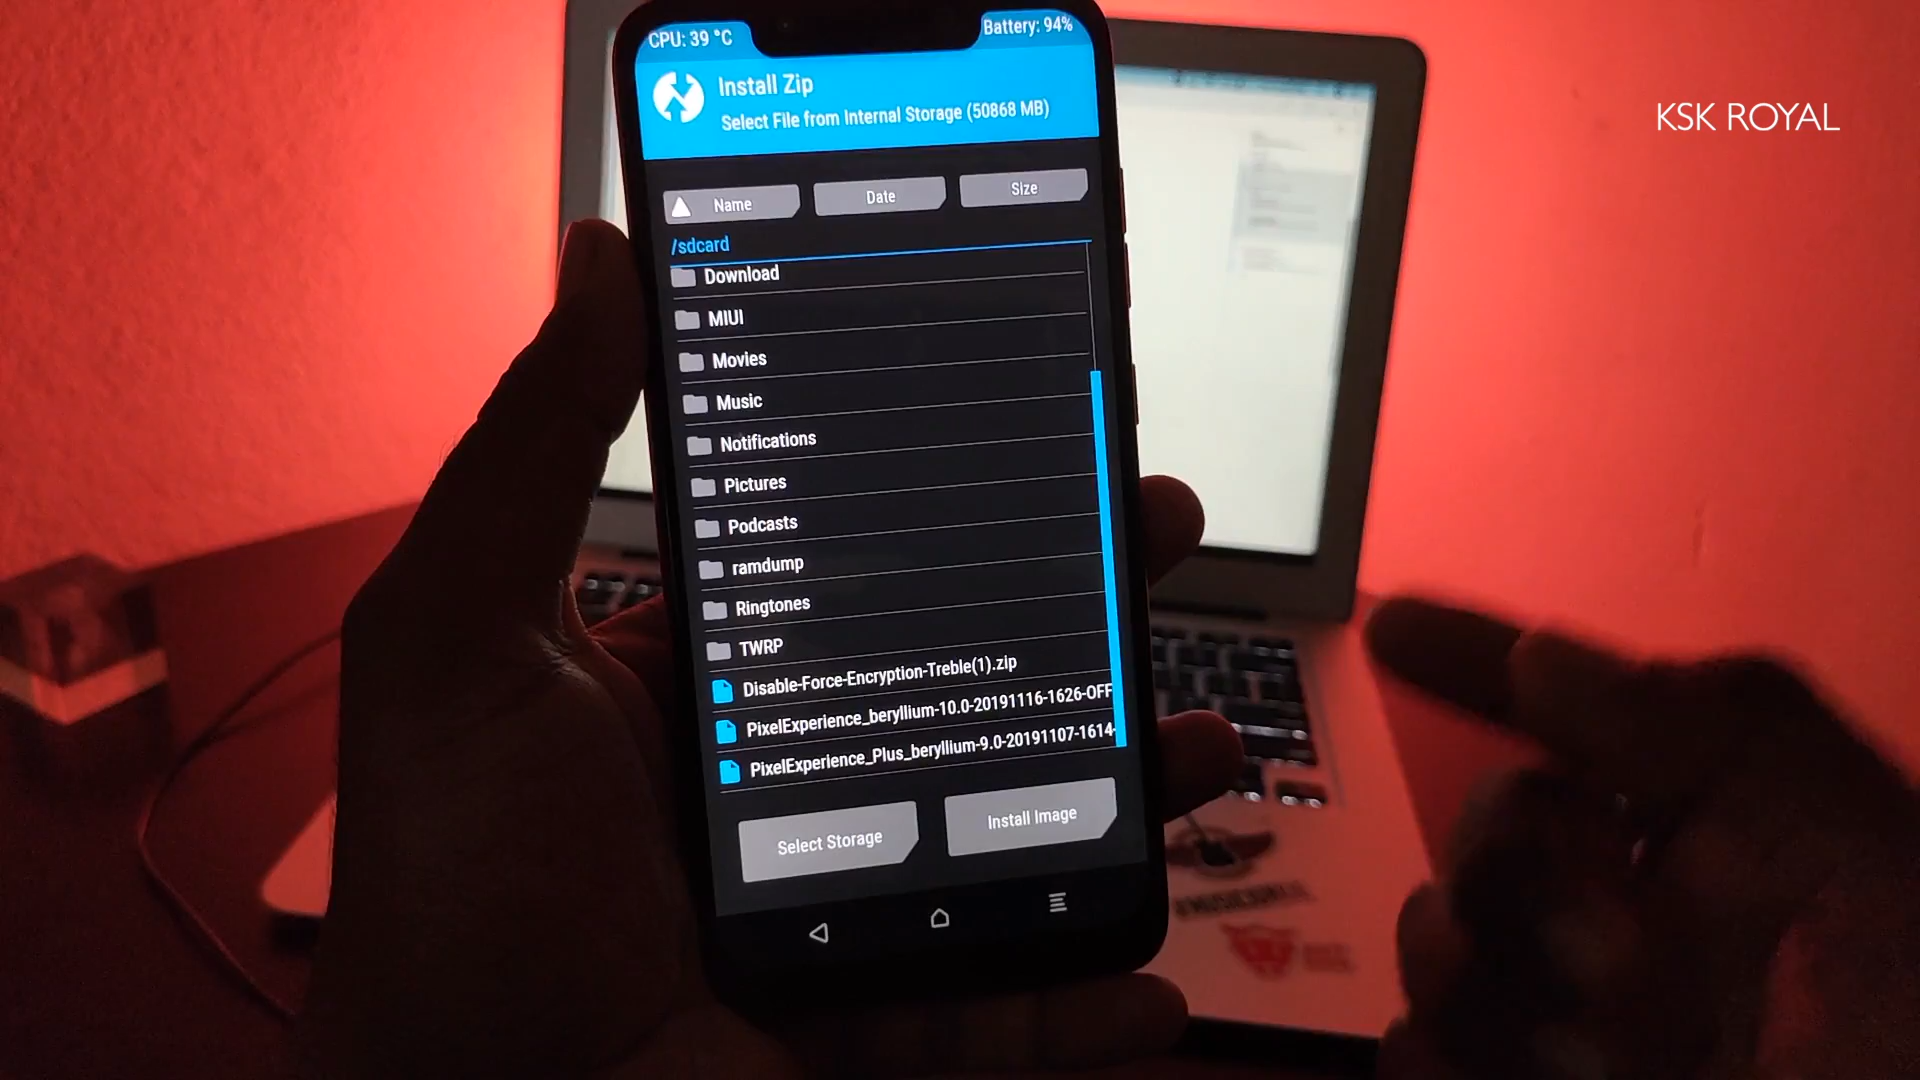 CPU: 39 °C
Battery: 94%
KSK ROYAL
Install Zip
Select File from Internal Storage (50868 MB)
Name
Date
Size
/sdcard
Download
MIUI
Movies
Music
Notifications
Pictures
Podcasts
ramdump
Ringtones
TWRP
Disable-Force-Encryption-Treble(1).zip
PixelExperience_beryllium-10.0-20191116-1626-OFF
PixelExperience_Plus_beryllium-9.0-20191107-1614-
Select Storage
Install Image